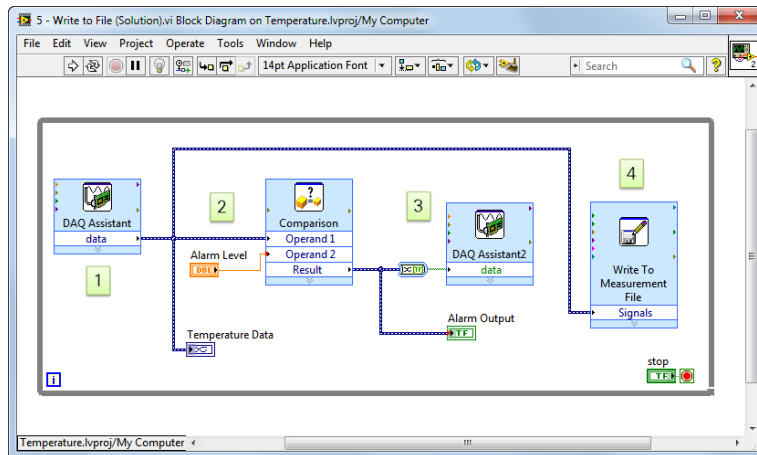 5 - Write to File (Solution).vi Block Diagram on Temperature.lvproj/My Computer
File Edit View Project Operate Tools Window Help
14pt Application Font
Search
?
2
4
DAQ Assistant
data
1
2
?
Comparison
Operand 1
Operand 2
Result
Alarm Level
DBL
3
TF
DAQ Assistant2
data
Write To
Measurement
File
Signals
Temperature Data
Alarm Output
TF
stop
TF
i
Temperature.lvproj/My Computer